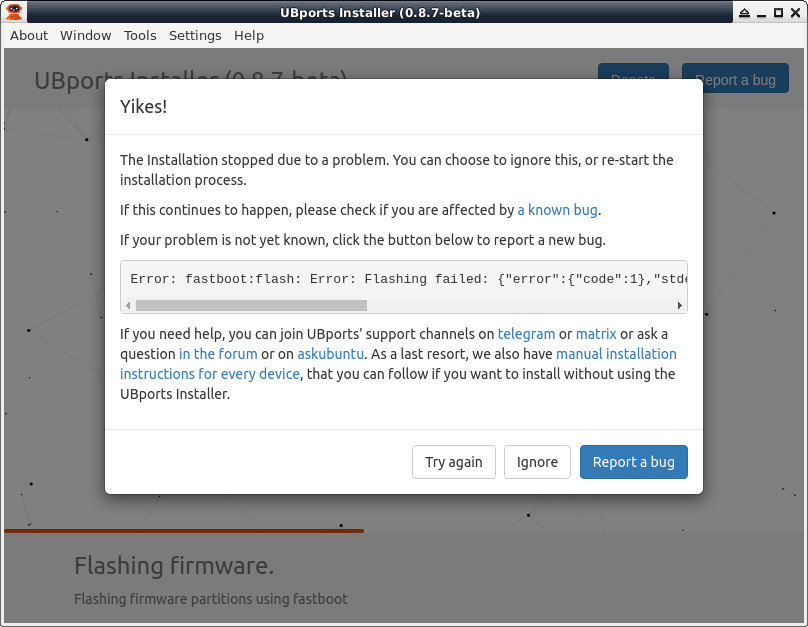 UBports Installer (0.8.7-beta)
About Window Tools Settings Help
UBports Installer (0.8.7-beta)
Donate Report a bug
Yikes!
The Installation stopped due to a problem. You can choose to ignore this, or re-start the
installation process.
If this continues to happen, please check if you are affected by a known bug.
If your problem is not yet known, click the button below to report a new bug.
Error: fastboot:flash: Error: Flashing failed: {"error":{"code":1},"stde
If you need help, you can join UBports' support channels on telegram or matrix or ask a
question in the forum or on askubuntu. As a last resort, we also have manual installation
instructions for every device, that you can follow if you want to install without using the
UBports Installer.
Try again Ignore Report a bug
Flashing firmware.
Flashing firmware partitions using fastboot